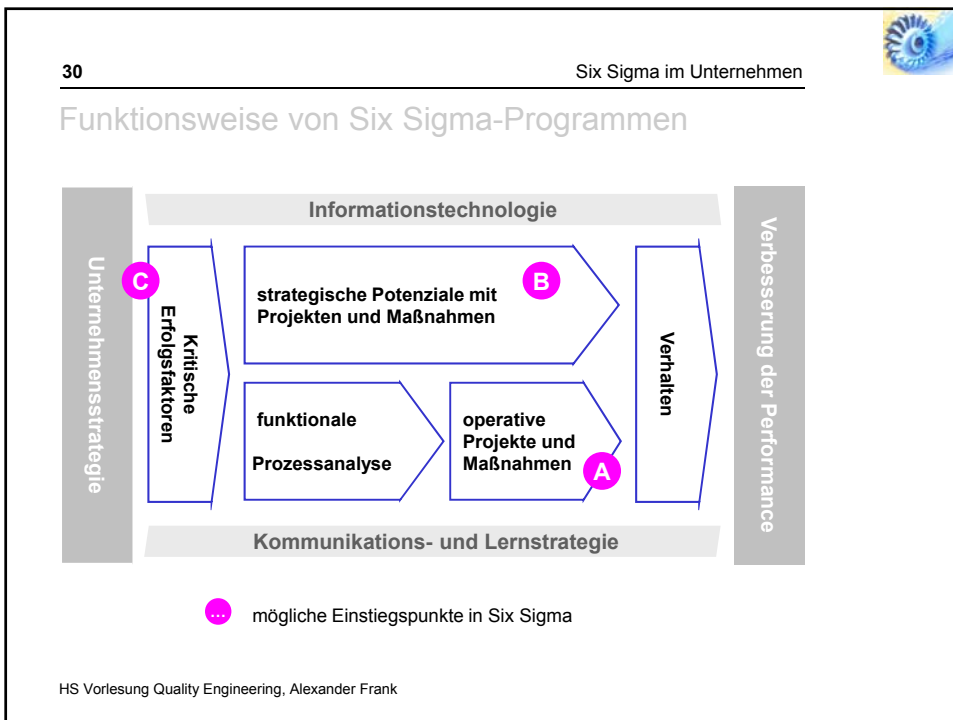 30
Six Sigma im Unternehmen
Funktionsweise von Six Sigma-Programmen
Unternehmensstrategie
Informationstechnologie
C
Kritische
Erfolgsfaktoren
strategische Potenziale mit
Projekten und Maßnahmen
B
funktionale
Prozessanalyse
operative
Projekte und
Maßnahmen
A
Verhalten
Verbesserung der Performance
Kommunikations- und Lernstrategie
... mögliche Einstiegspunkte in Six Sigma
HS Vorlesung Quality Engineering, Alexander Frank